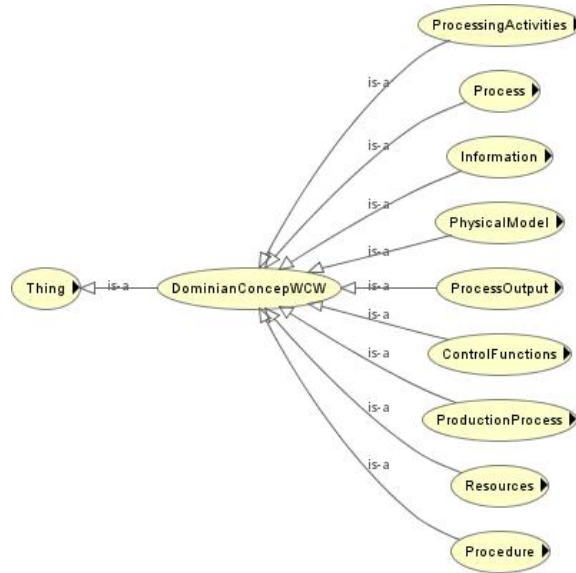 ProcessingActivities
is-a
Process
is-a
Information
is-a
PhysicalModel
is-a
Thing
is-a
DominianConcepWCW
is-a
ProcessOutput
is-a
ControlFunctions
is-a
ProductionProcess
is-a
Resources
is-a
Procedure